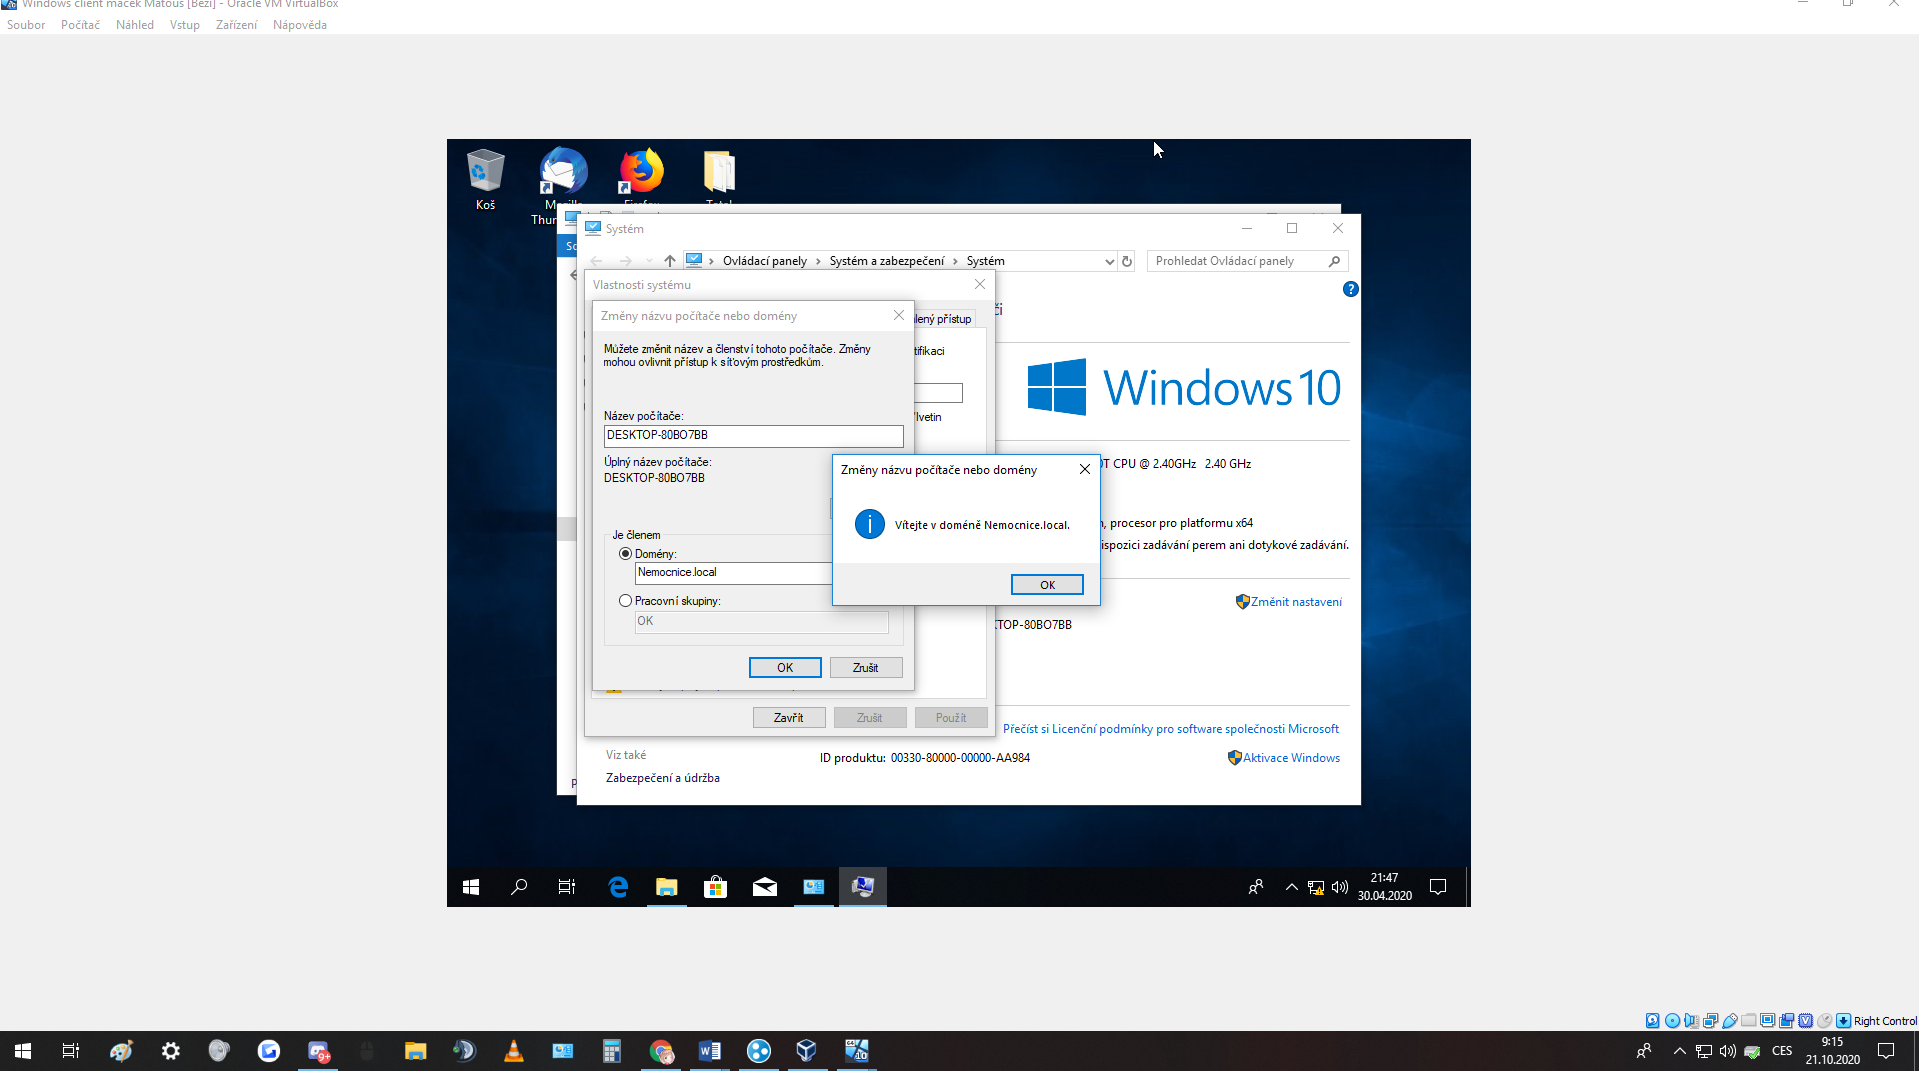 Windows client macek Matous [Běží] - Oracle VM VirtualBox
Soubor Počítač Náhled Vstup Zařízení Nápověda
Koš
Mozilla
Firefox
Total
Systém
Ovládací panely › Systém a zabezpečení › Systém
Prohledat Ovládací panely
Vlastnosti systému
Změny názvu počítače nebo domény
lený přístup
Můžete změnit název a členství tohoto počítače. Změny
mohou ovlivnit přístup k síťovým prostředkům.
tifikaci
Windows 10
Název počítače:
DESKTOP-80BO7BB
Úplný název počítače:
DESKTOP-80BO7BB
Změny názvu počítače nebo domény
Vítejte v doméně Nemocnice.local.
OK
CPU @ 2.40GHz 2.40 GHz
, procesor pro platformu x64
ispozici zadávání perem ani dotykové zadávání.
Je členem
Domény:
Nemocnice.local
Pracovní skupiny:
OK
OK
Zrušit
Změnit nastavení
TOP-80BO7BB
Zavřít
Zrušit
Použít
Přečíst si Licenční podmínky pro software společnosti Microsoft
Viz také
Zabezpečení a údržba
ID produktu: 00330-80000-00000-AA984
Aktivace Windows
21:47
30.04.2020
Right Control
9+
CES
9:15
21.10.2020